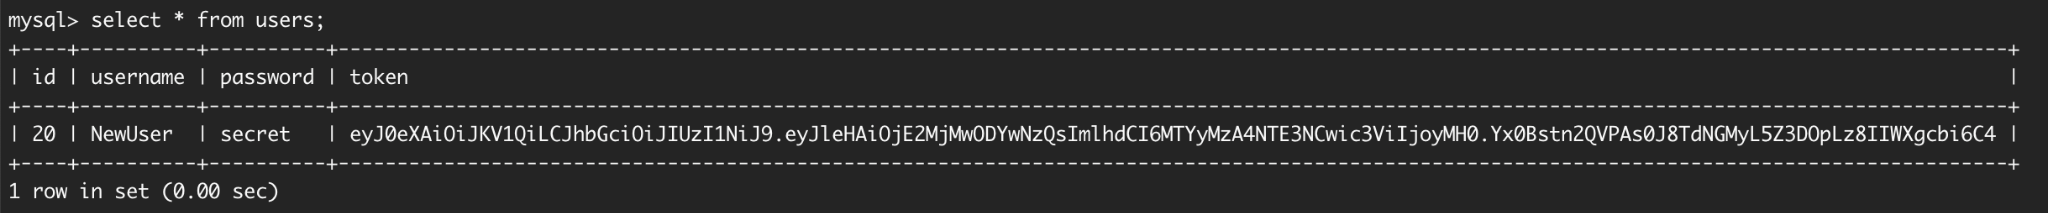 mysql> select * from users;
+----+----------+----------+----------------------------------------------------------------------------------------------------------------------------------------------+
| id | username | password | token                                                                                                                                        |
+----+----------+----------+----------------------------------------------------------------------------------------------------------------------------------------------+
| 20 | NewUser  | secret   | eyJ0eXAiOiJKV1QiLCJhbGciOiJIUzI1NiJ9.eyJleHAiOjE2MjMwODYwNzQsImlhdCI6MTYyMzA4NTE3NCwic3ViIjoyMH0.Yx0Bstn2QVPAs0J8TdNGMyL5Z3DOpLz8IIWXgcbi6C4 |
+----+----------+----------+----------------------------------------------------------------------------------------------------------------------------------------------+
1 row in set (0.00 sec)